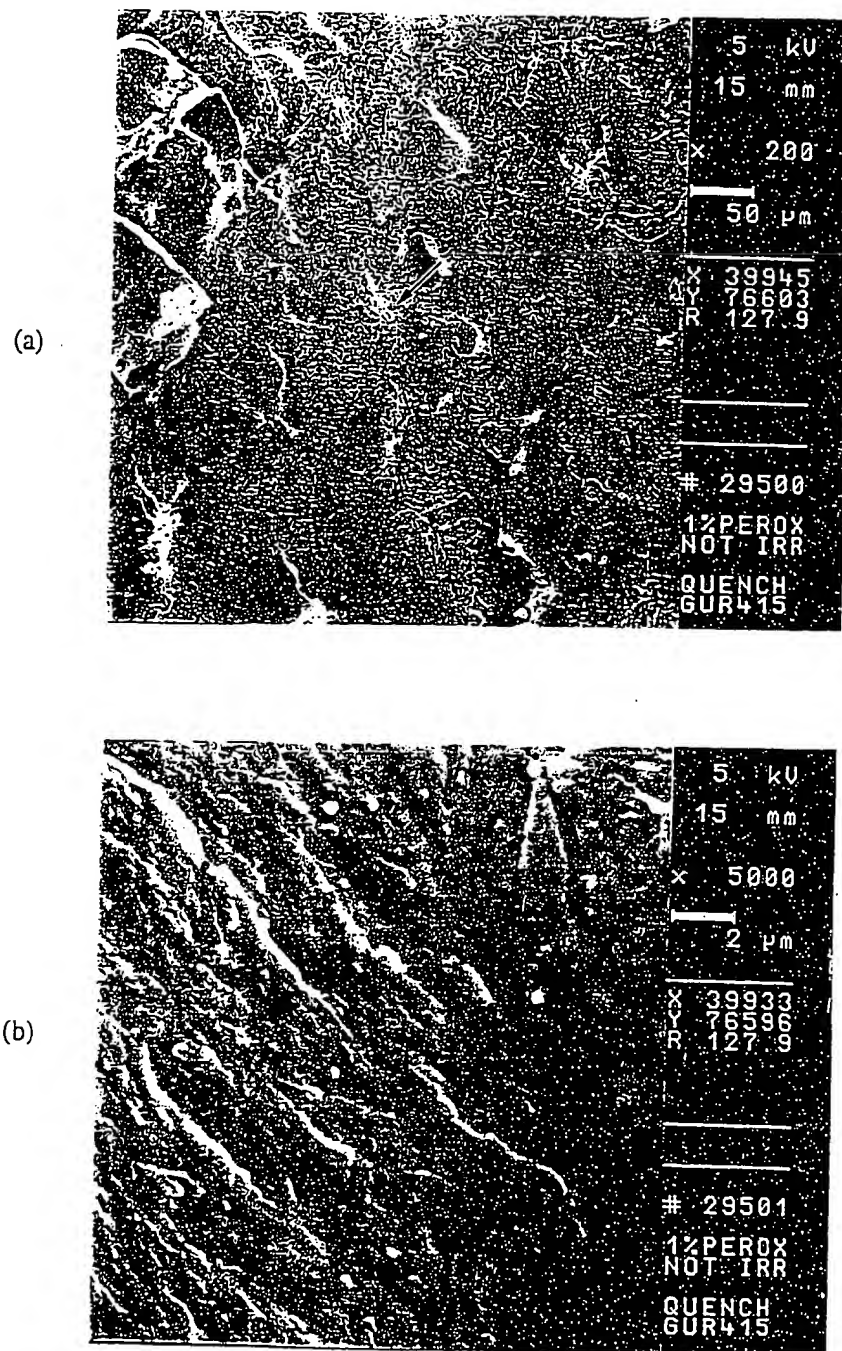 (a)
5 kV
15 mm
x 200
50 µm
X 39945
Y 76603
R 127.9
# 29500
1%PEROX
NOT IRR
QUENCH
GUR415
(b)
5 kV
15 mm
x 5000
2 µm
X 39933
Y 76596
R 127.9
# 29501
1%PEROX
NOT IRR
QUENCH
GUR415